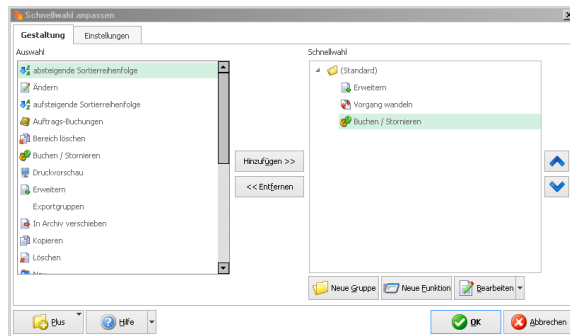 Schnellwahl anpassen
Gestaltung
Einstellungen
Auswahl
absteigende Sortierreihenfolge
Ändern
aufsteigende Sortierreihenfolge
Auftrags-Buchungen
Bereich löschen
Buchen / Stornieren
Druckvorschau
Erweitern
Exportgruppen
In Archiv verschieben
Kopieren
Löschen
Hinzufügen >>
<< Entfernen
Schnellwahl
(Standard)
Erweitern
Vorgang wandeln
Buchen / Stornieren
Neue Gruppe
Neue Funktion
Bearbeiten
Plus
Hilfe
OK
Abbrechen